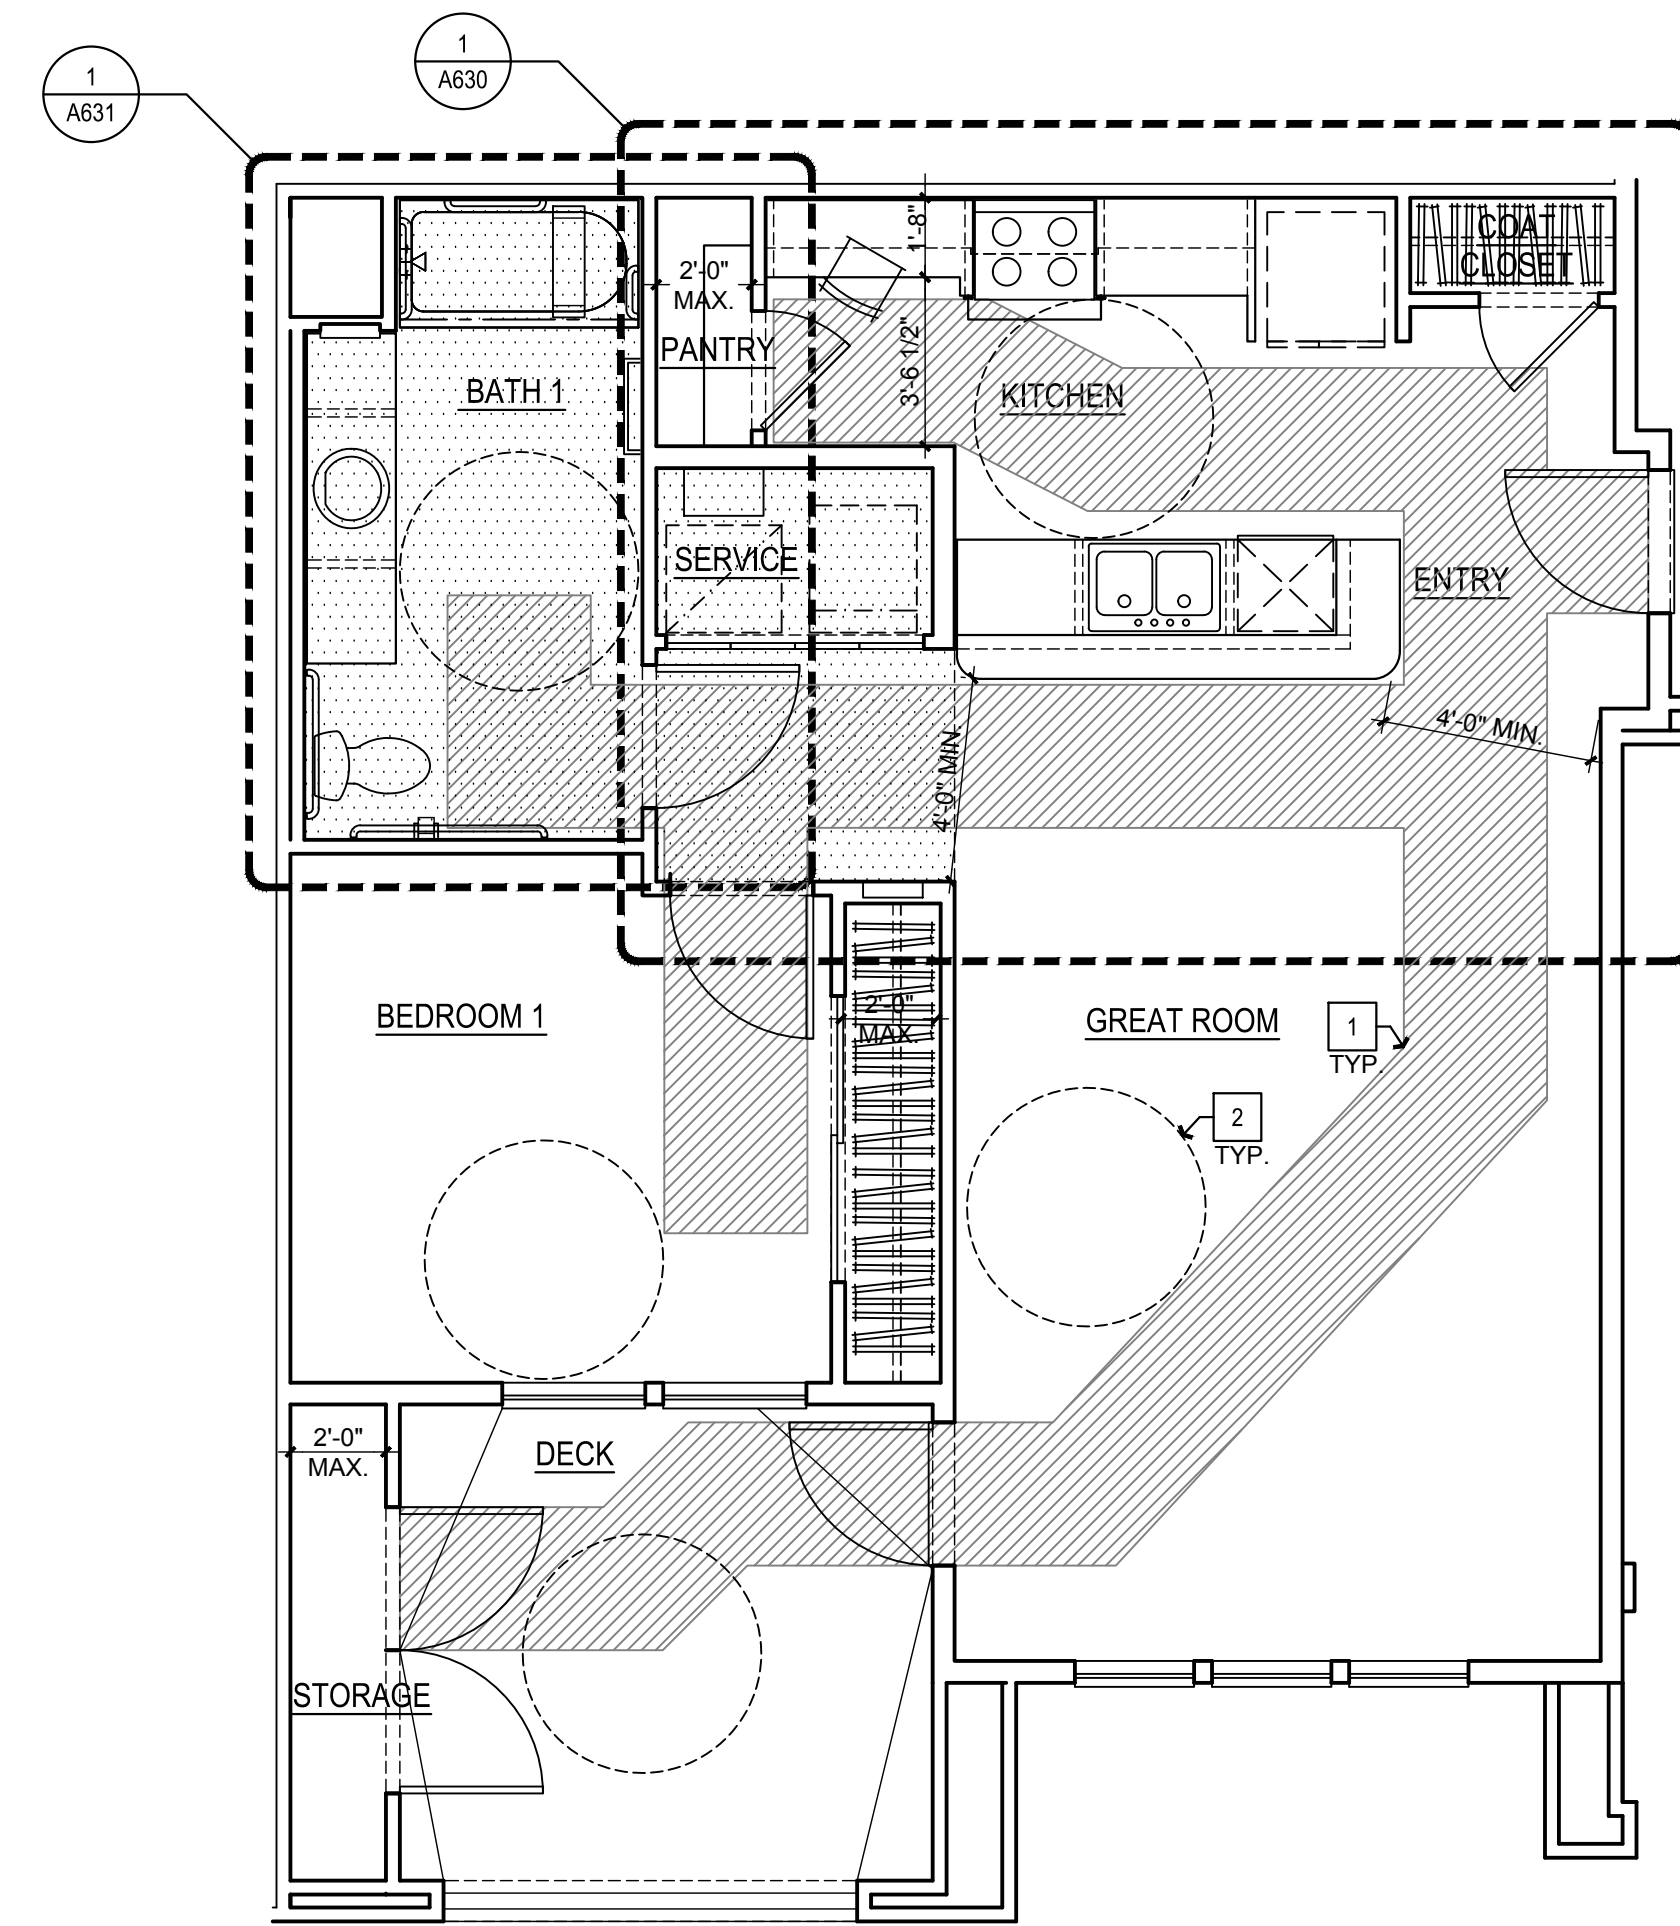 1
A630
1
A631
1'-8"
COAT
CLOSET
2'-0"
MAX.
PANTRY
3'-6 1/2"
BATH 1
KITCHEN
SERVICE
ENTRY
4'-0" MIN.
4'-0" MIN.
BEDROOM 1
2'-0"
MAX.
GREAT ROOM
1
TYP.
2
TYP.
2'-0"
MAX.
DECK
STORAGE